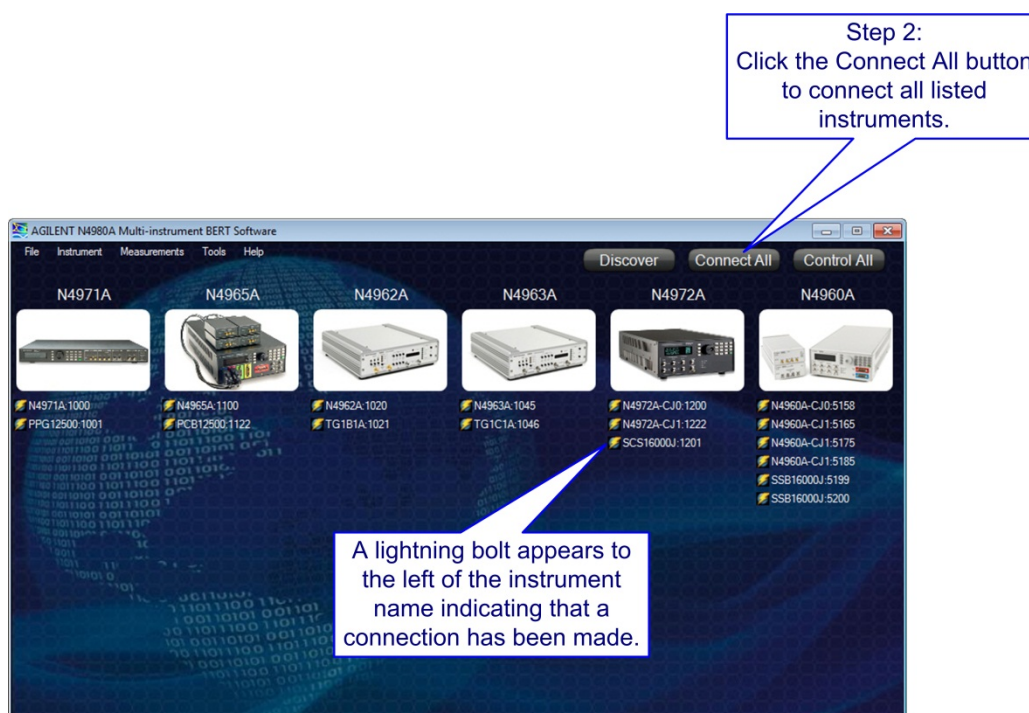 Step 2:
Click the Connect All button
to connect all listed
instruments.
AGILENT N4980A Multi-instrument BERT Software
File Instrument Measurements Tools Help
Discover Connect All Control All
N4971A N4965A N4962A N4963A N4972A N4960A
N4971A:1000 N4965A:1100 N4962A:1020 N4963A:1045 N4972A-CJ0:1200 N4960A-CJ0:5158
PPG12500:1001 PCB12500:1122 TG1B1A:1021 TG1C1A:1046 N4972A-CJ1:1222 N4960A-CJ0:5165
SCS16000J:1201 N4960A-CJ1:5175
N4960A-CJ1:5185
SSB16000J:5199
SSB16000J:5200
A lightning bolt appears to
the left of the instrument
name indicating that a
connection has been made.